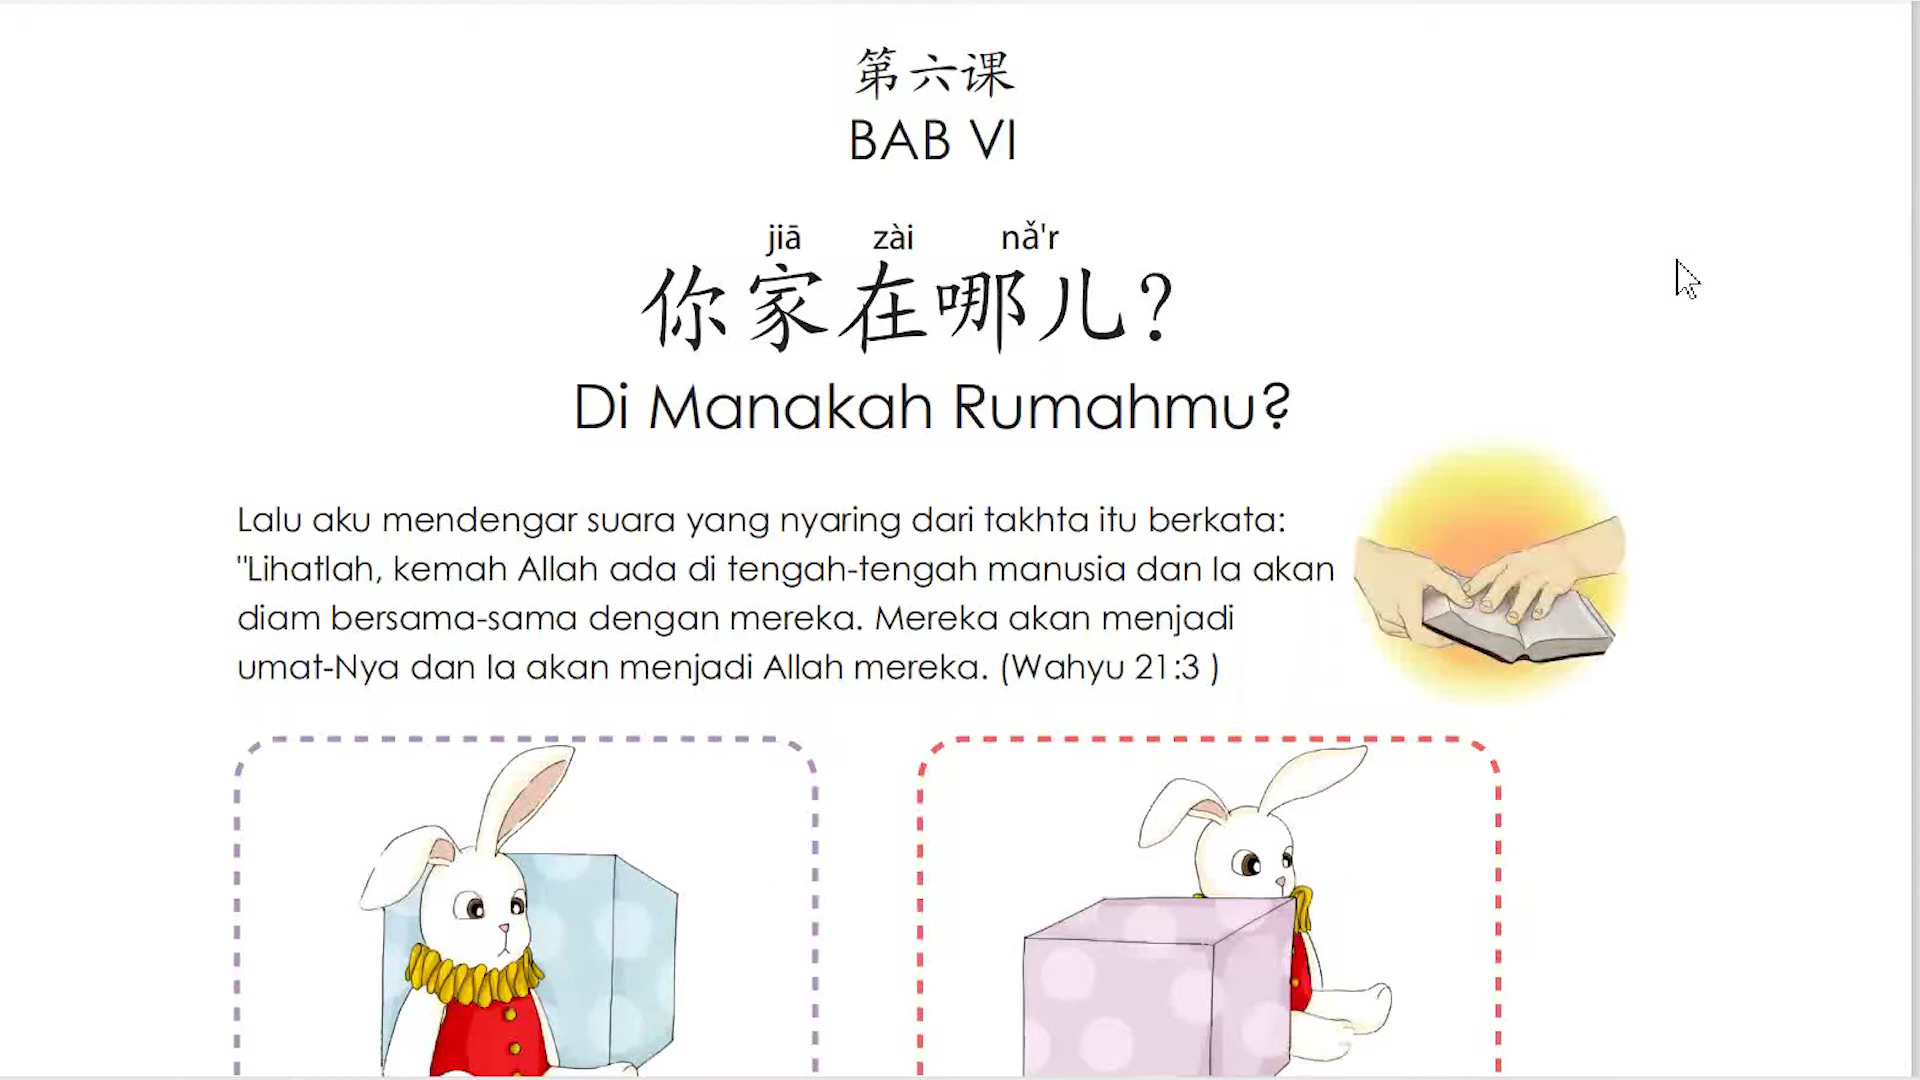 第六课
BAB VI
jiā zài nǎ'r
你家在哪儿?
Di Manakah Rumahmu?
Lalu aku mendengar suara yang nyaring dari takhta itu berkata:
"Lihatlah, kemah Allah ada di tengah-tengah manusia dan Ia akan
diam bersama-sama dengan mereka. Mereka akan menjadi
umat-Nya dan Ia akan menjadi Allah mereka. (Wahyu 21:3 )